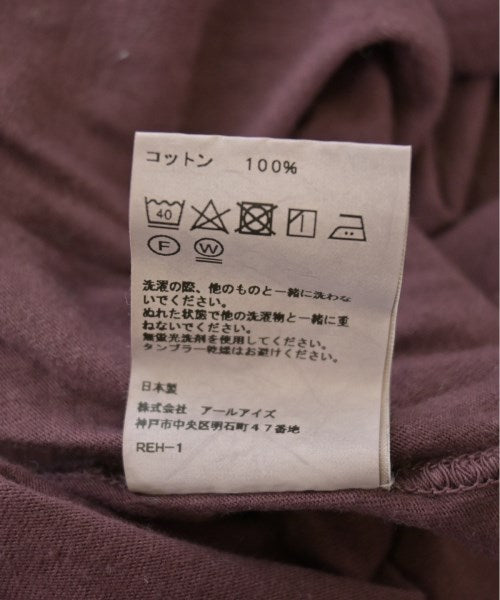 コットン 100%
40
F W
洗濯の際、他のものと一緒に洗わな
いでください。
ぬれた状態で他の洗濯物と一緒に重
ねないでください。
無蛍光洗剤を使用してください。
タンブラー乾燥はお避けください。
日本製
株式会社 アールアイズ
神戸市中央区明石町47番地
REH-1